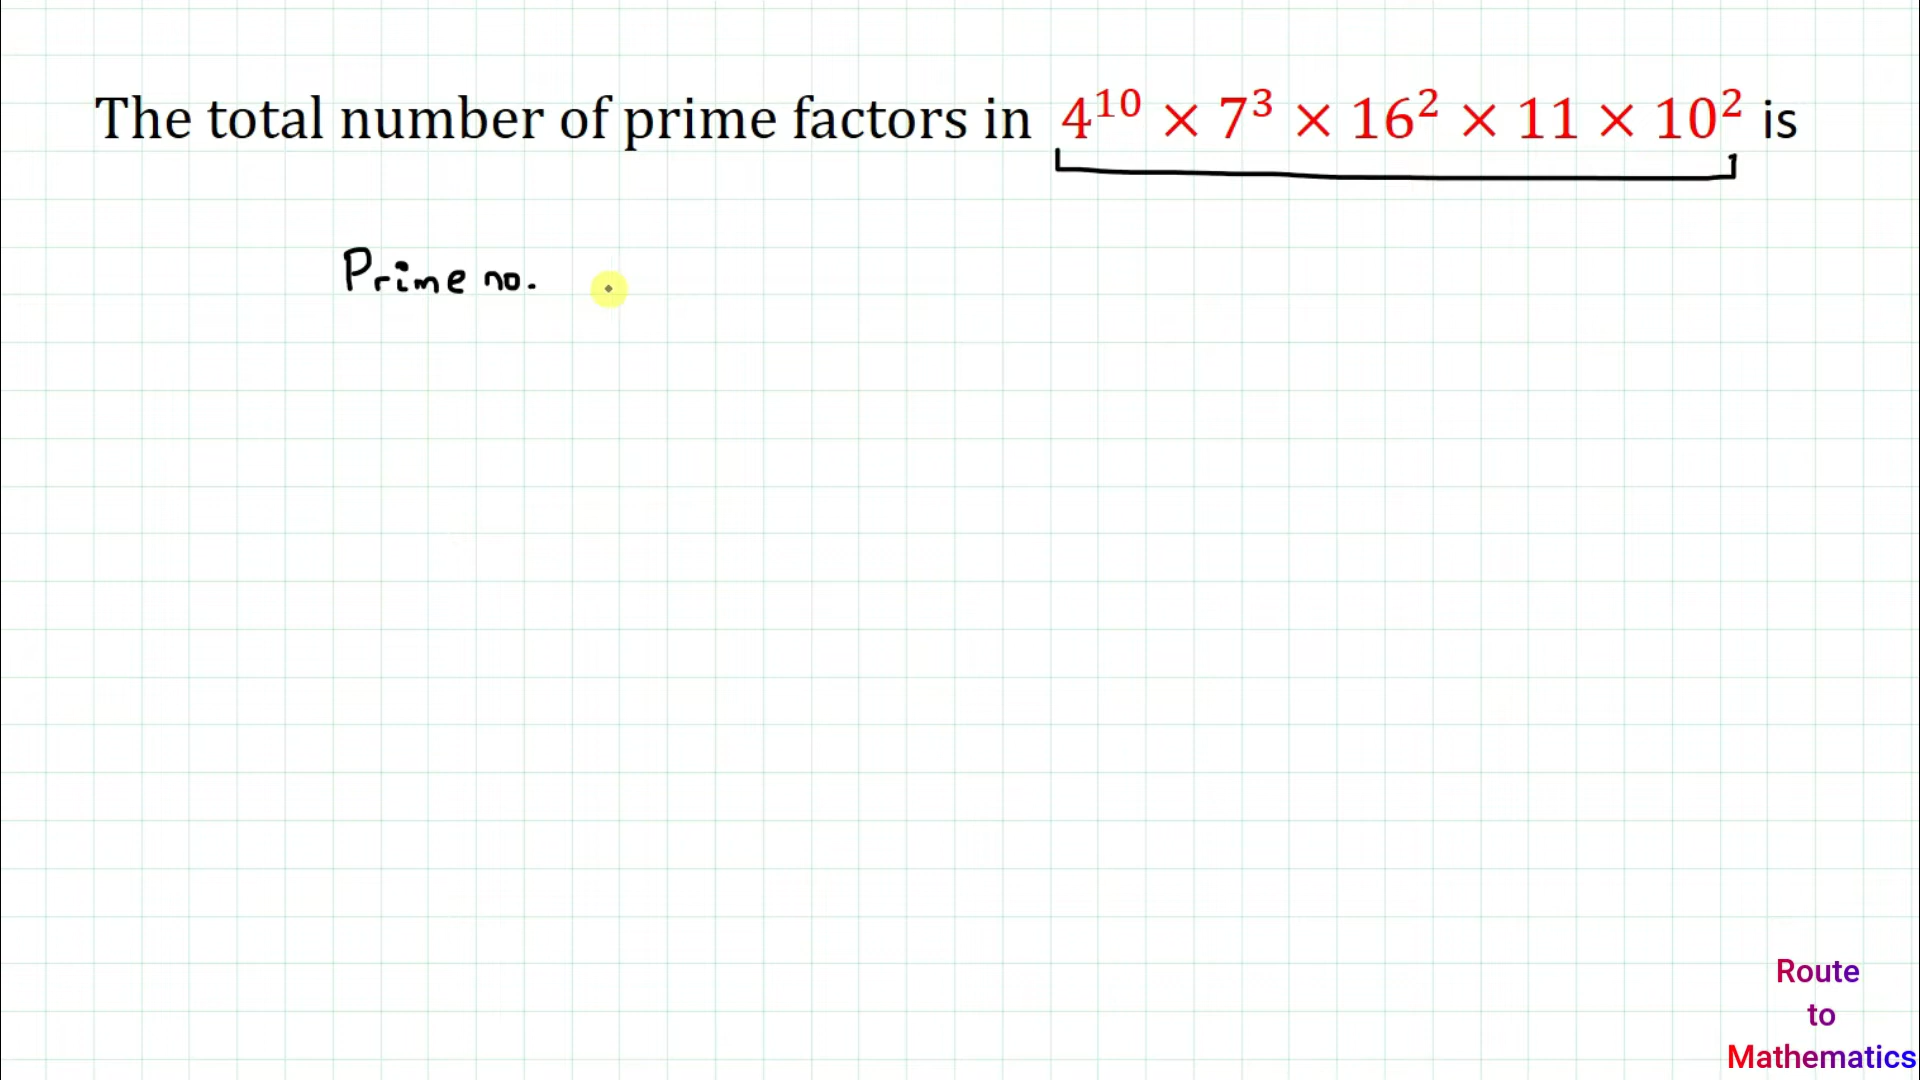 The total number of prime factors in 4¹⁰ × 7³ × 16² × 11 × 10² is
Prime no.
Route
to
Mathematics